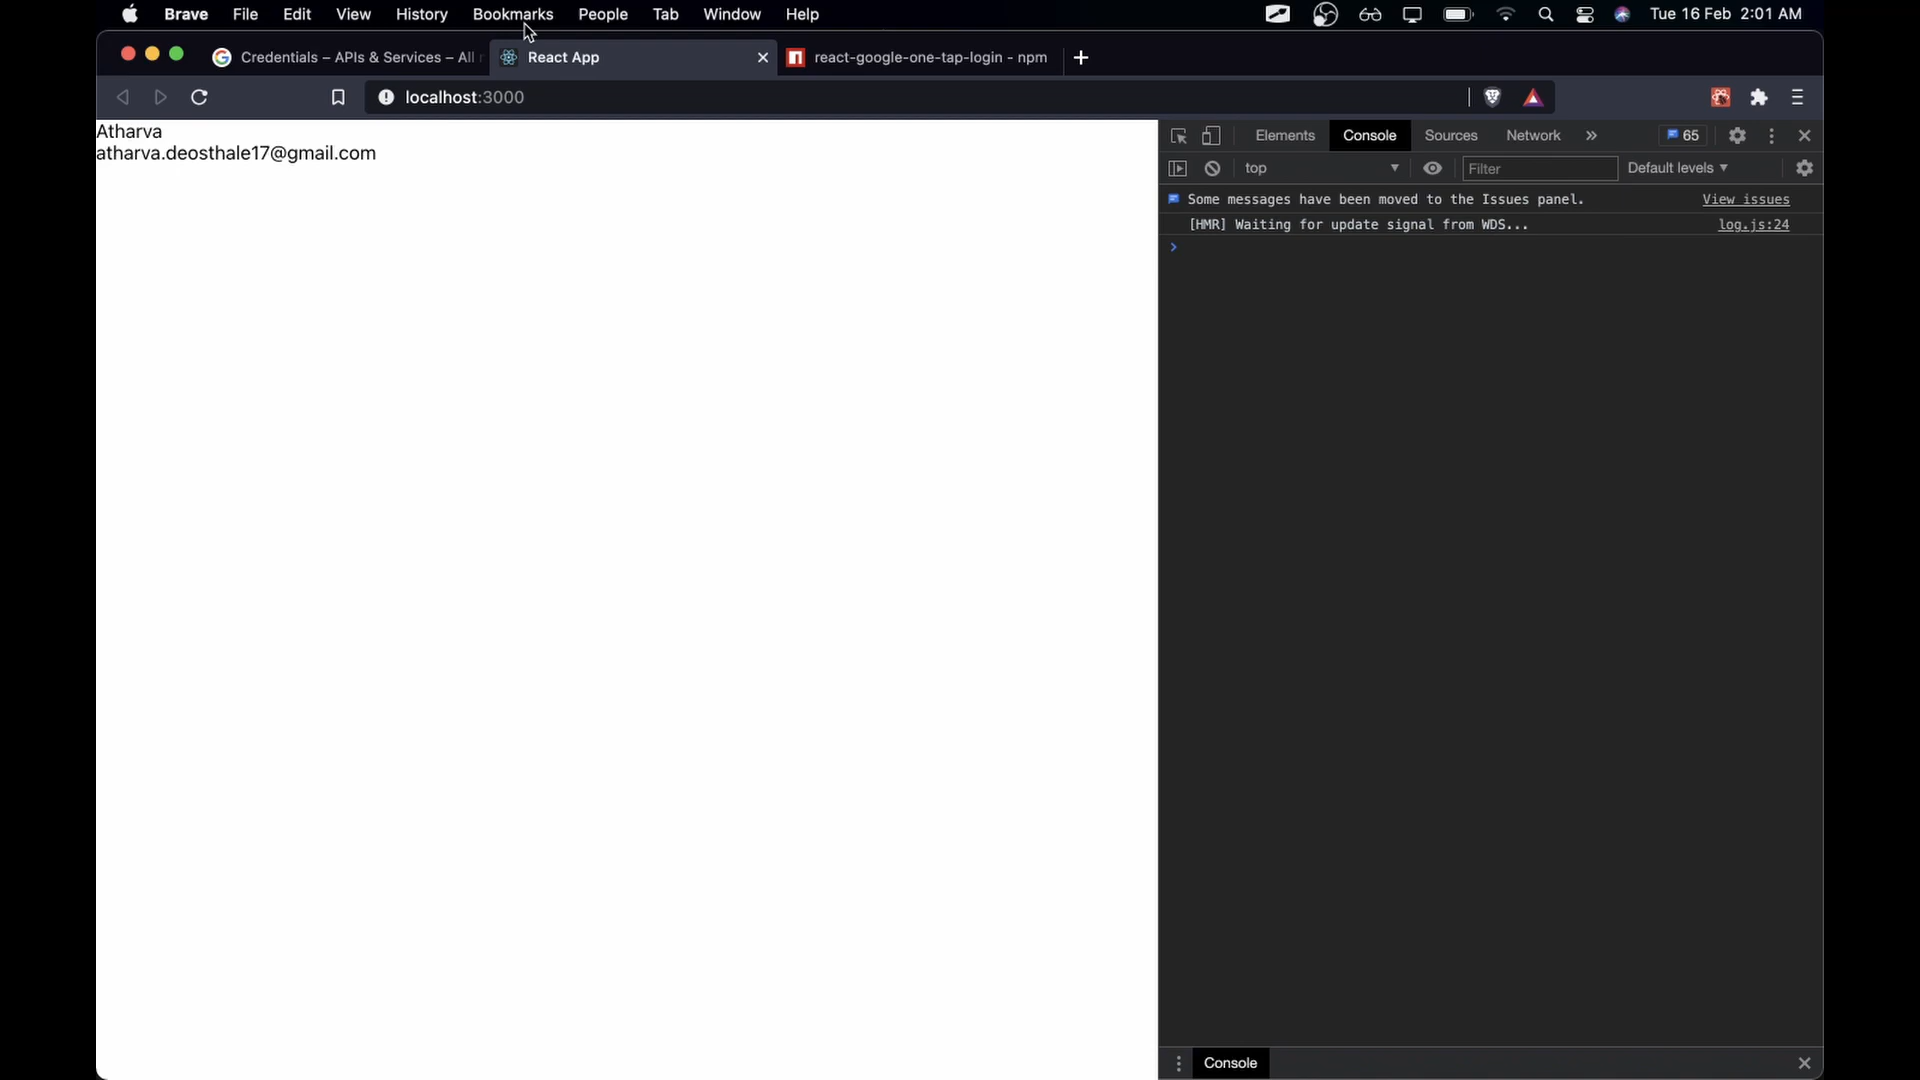 Brave File Edit View History Bookmarks People Tab Window Help Tue 16 Feb 2:01 AM
Credentials – APIs & Services – All React App react-google-one-tap-login - npm
localhost:3000
Atharva
atharva.deosthale17@gmail.com
Elements Console Sources Network » 65
top Filter Default levels
Some messages have been moved to the Issues panel. View issues
[HMR] Waiting for update signal from WDS... log.js:24
Console